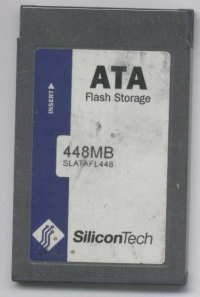 ATA
Flash Storage
INSERT
448MB
SLATAFL448
SiliconTech